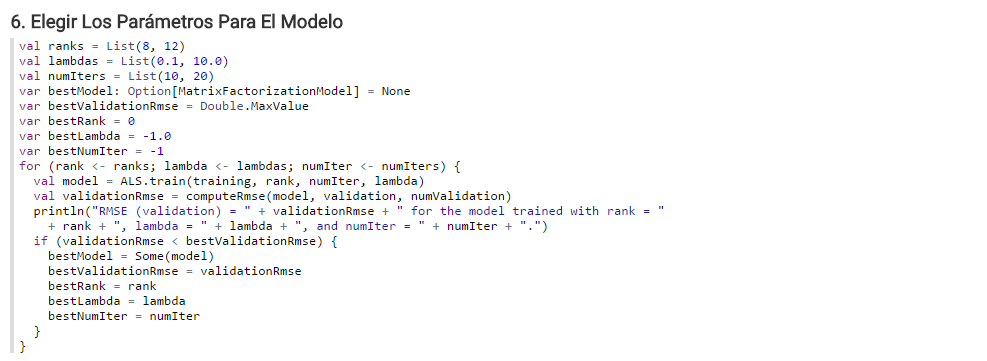 6. Elegir Los Parámetros Para El Modelo
val ranks = List(8, 12)
val lambdas = List(0.1, 10.0)
val numIters = List(10, 20)
var bestModel: Option[MatrixFactorizationModel] = None
var bestValidationRmse = Double.MaxValue
var bestRank = 0
var bestLambda = -1.0
var bestNumIter = -1
for (rank <- ranks; lambda <- lambdas; numIter <- numIters) {
  val model = ALS.train(training, rank, numIter, lambda)
  val validationRmse = computeRmse(model, validation, numValidation)
  println("RMSE (validation) = " + validationRmse + " for the model trained with rank = "
    + rank + ", lambda = " + lambda + ", and numIter = " + numIter + ".")
  if (validationRmse < bestValidationRmse) {
    bestModel = Some(model)
    bestValidationRmse = validationRmse
    bestRank = rank
    bestLambda = lambda
    bestNumIter = numIter
  }
}